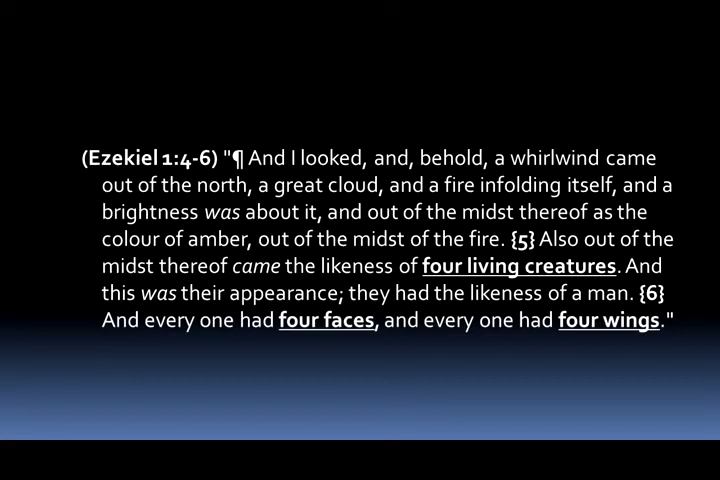 (Ezekiel 1:4-6) "¶ And I looked, and, behold, a whirlwind came
out of the north, a great cloud, and a fire infolding itself, and a
brightness was about it, and out of the midst thereof as the
colour of amber, out of the midst of the fire. {5} Also out of the
midst thereof came the likeness of four living creatures. And
this was their appearance; they had the likeness of a man. {6}
And every one had four faces, and every one had four wings."